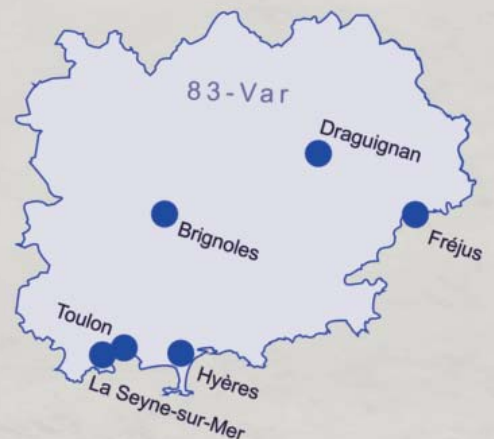 83-Var
Draguignan
Fréjus
Brignoles
Toulon
Hyères
La Seyne-sur-Mer